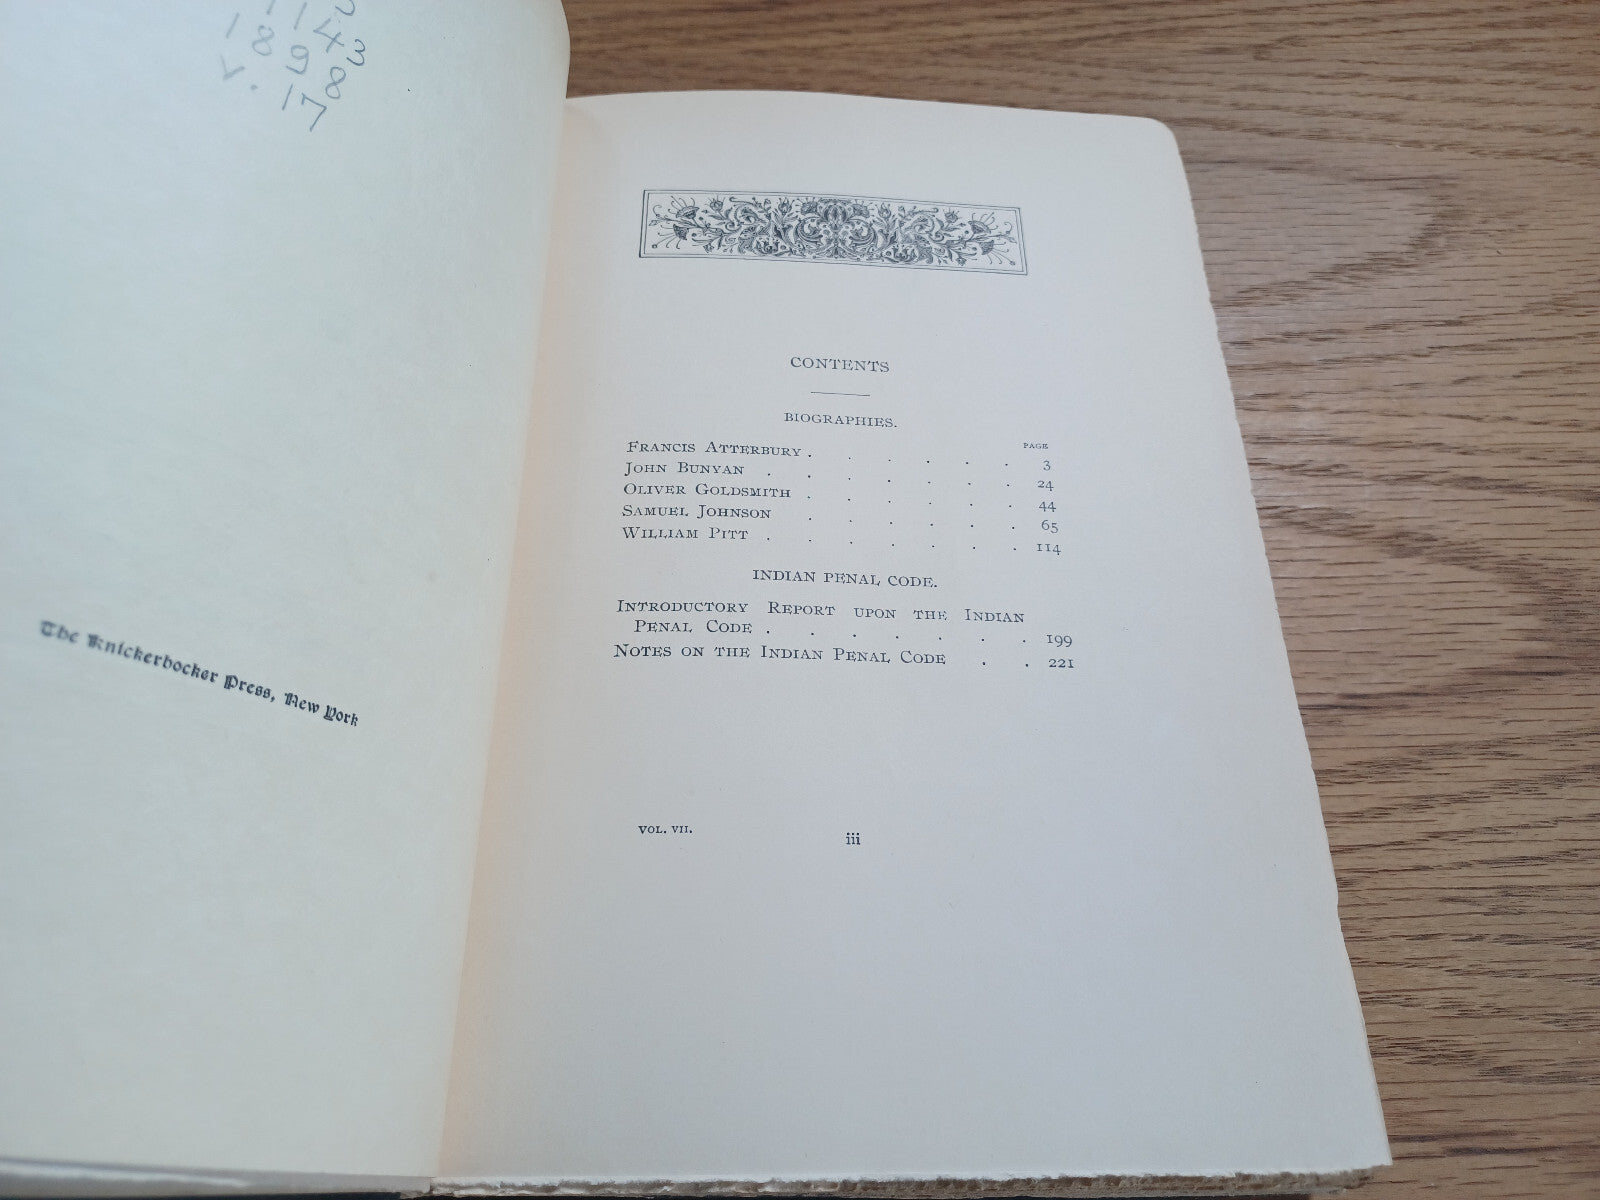 1143
1898
v. 17
The Knickerbocker Press, New York
CONTENTS
BIOGRAPHIES.
PAGE
FRANCIS ATTERBURY . . . . . . 3
JOHN BUNYAN . . . . . . . 24
OLIVER GOLDSMITH . . . . . . 44
SAMUEL JOHNSON . . . . . . 65
WILLIAM PITT . . . . . . . 114
INDIAN PENAL CODE.
INTRODUCTORY REPORT UPON THE INDIAN
PENAL CODE . . . . . . . 199
NOTES ON THE INDIAN PENAL CODE . . 221
VOL. VII.
iii